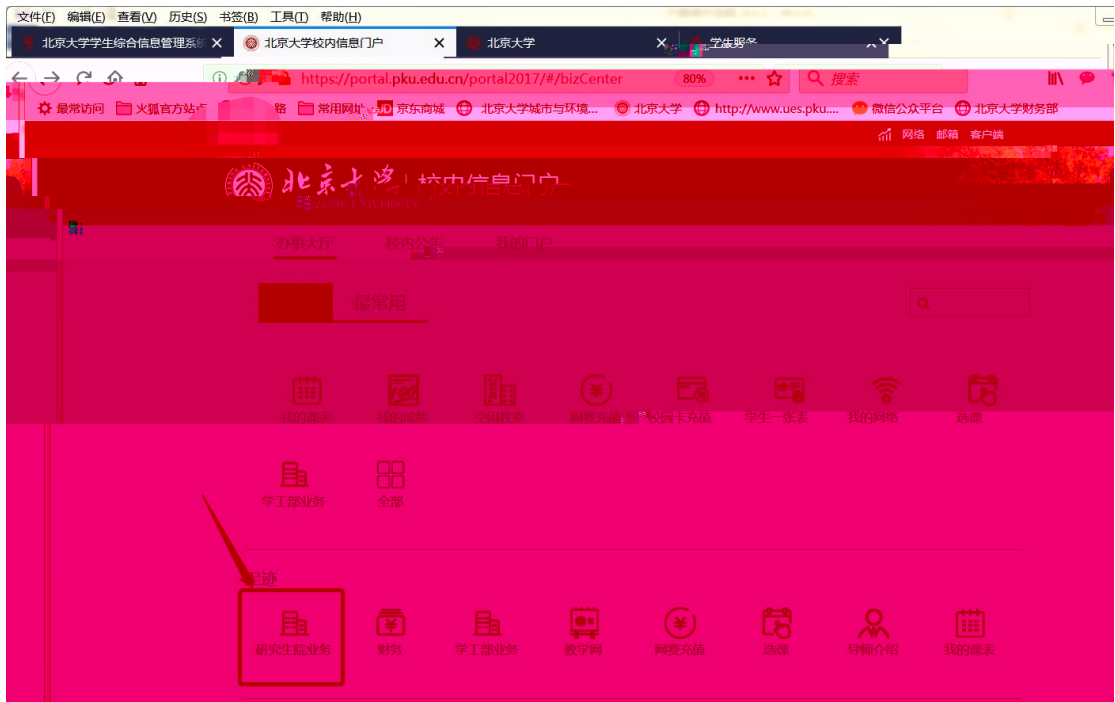 文件(F) 编辑(E) 查看(V) 历史(S) 书签(B) 工具(T) 帮助(H)
北京大学学生综合信息管理系统 北京大学校内信息门户 北京大学
https://portal.pku.edu.cn/portal2017/#/bizCenter 80% 搜索
最常访问 火狐官方站点 常用网址 JD 京东商城 北京大学城市与环境... 北京大学 http://www.ues.pku.... 微信公众平台 北京大学财务部
网络 邮箱 客户端
北京大学 校内信息门户
办事大厅 校内公告 我的门户
最常用
我的课表 我的成绩 空闲教室 网费充值 校园卡充值 学生一张表 我的网络 选课
学工部业务 全部
足迹
研究生院业务 财务 学工部业务 教学网 网费充值 选课 导师介绍 我的课表